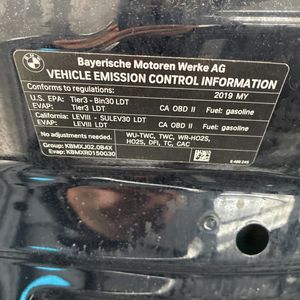 BMW
Bayerische Motoren Werke AG
VEHICLE EMISSION CONTROL INFORMATION
Conforms to regulations: 2019 MY
U.S. EPA: Tier3 - Bin30 LDT CA OBD II Fuel: gasoline
EVAP: Tier3 LDT
California: LEVIII - SULEV30 LDT CA OBD II Fuel: gasoline
EVAP: LEVIII LDT
No adjustments needed. WU-TWC, TWC, WR-HO2S,
HO2S, DFI, TC, CAC
Group: KBMXJ02.0B4X
Evap: KBMXR0150G30